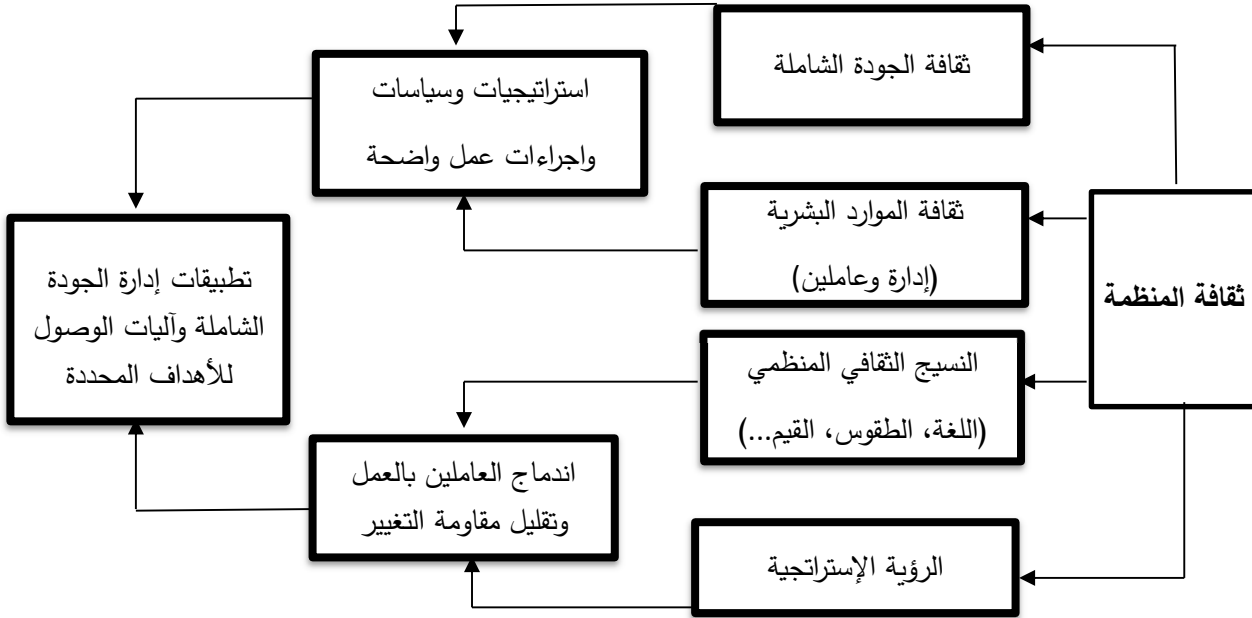 ثقافة المنظمة
ثقافة الجودة الشاملة
ثقافة الموارد البشرية
(إدارة وعاملين)
النسيج الثقافي المنظمي
(اللغة، الطقوس، القيم...)
الرؤية الإستراتجية
استراتيجيات وسياسات
واجراءات عمل واضحة
اندماج العاملين بالعمل
وتقليل مقاومة التغيير
تطبيقات إدارة الجودة
الشاملة وآليات الوصول
للأهداف المحددة